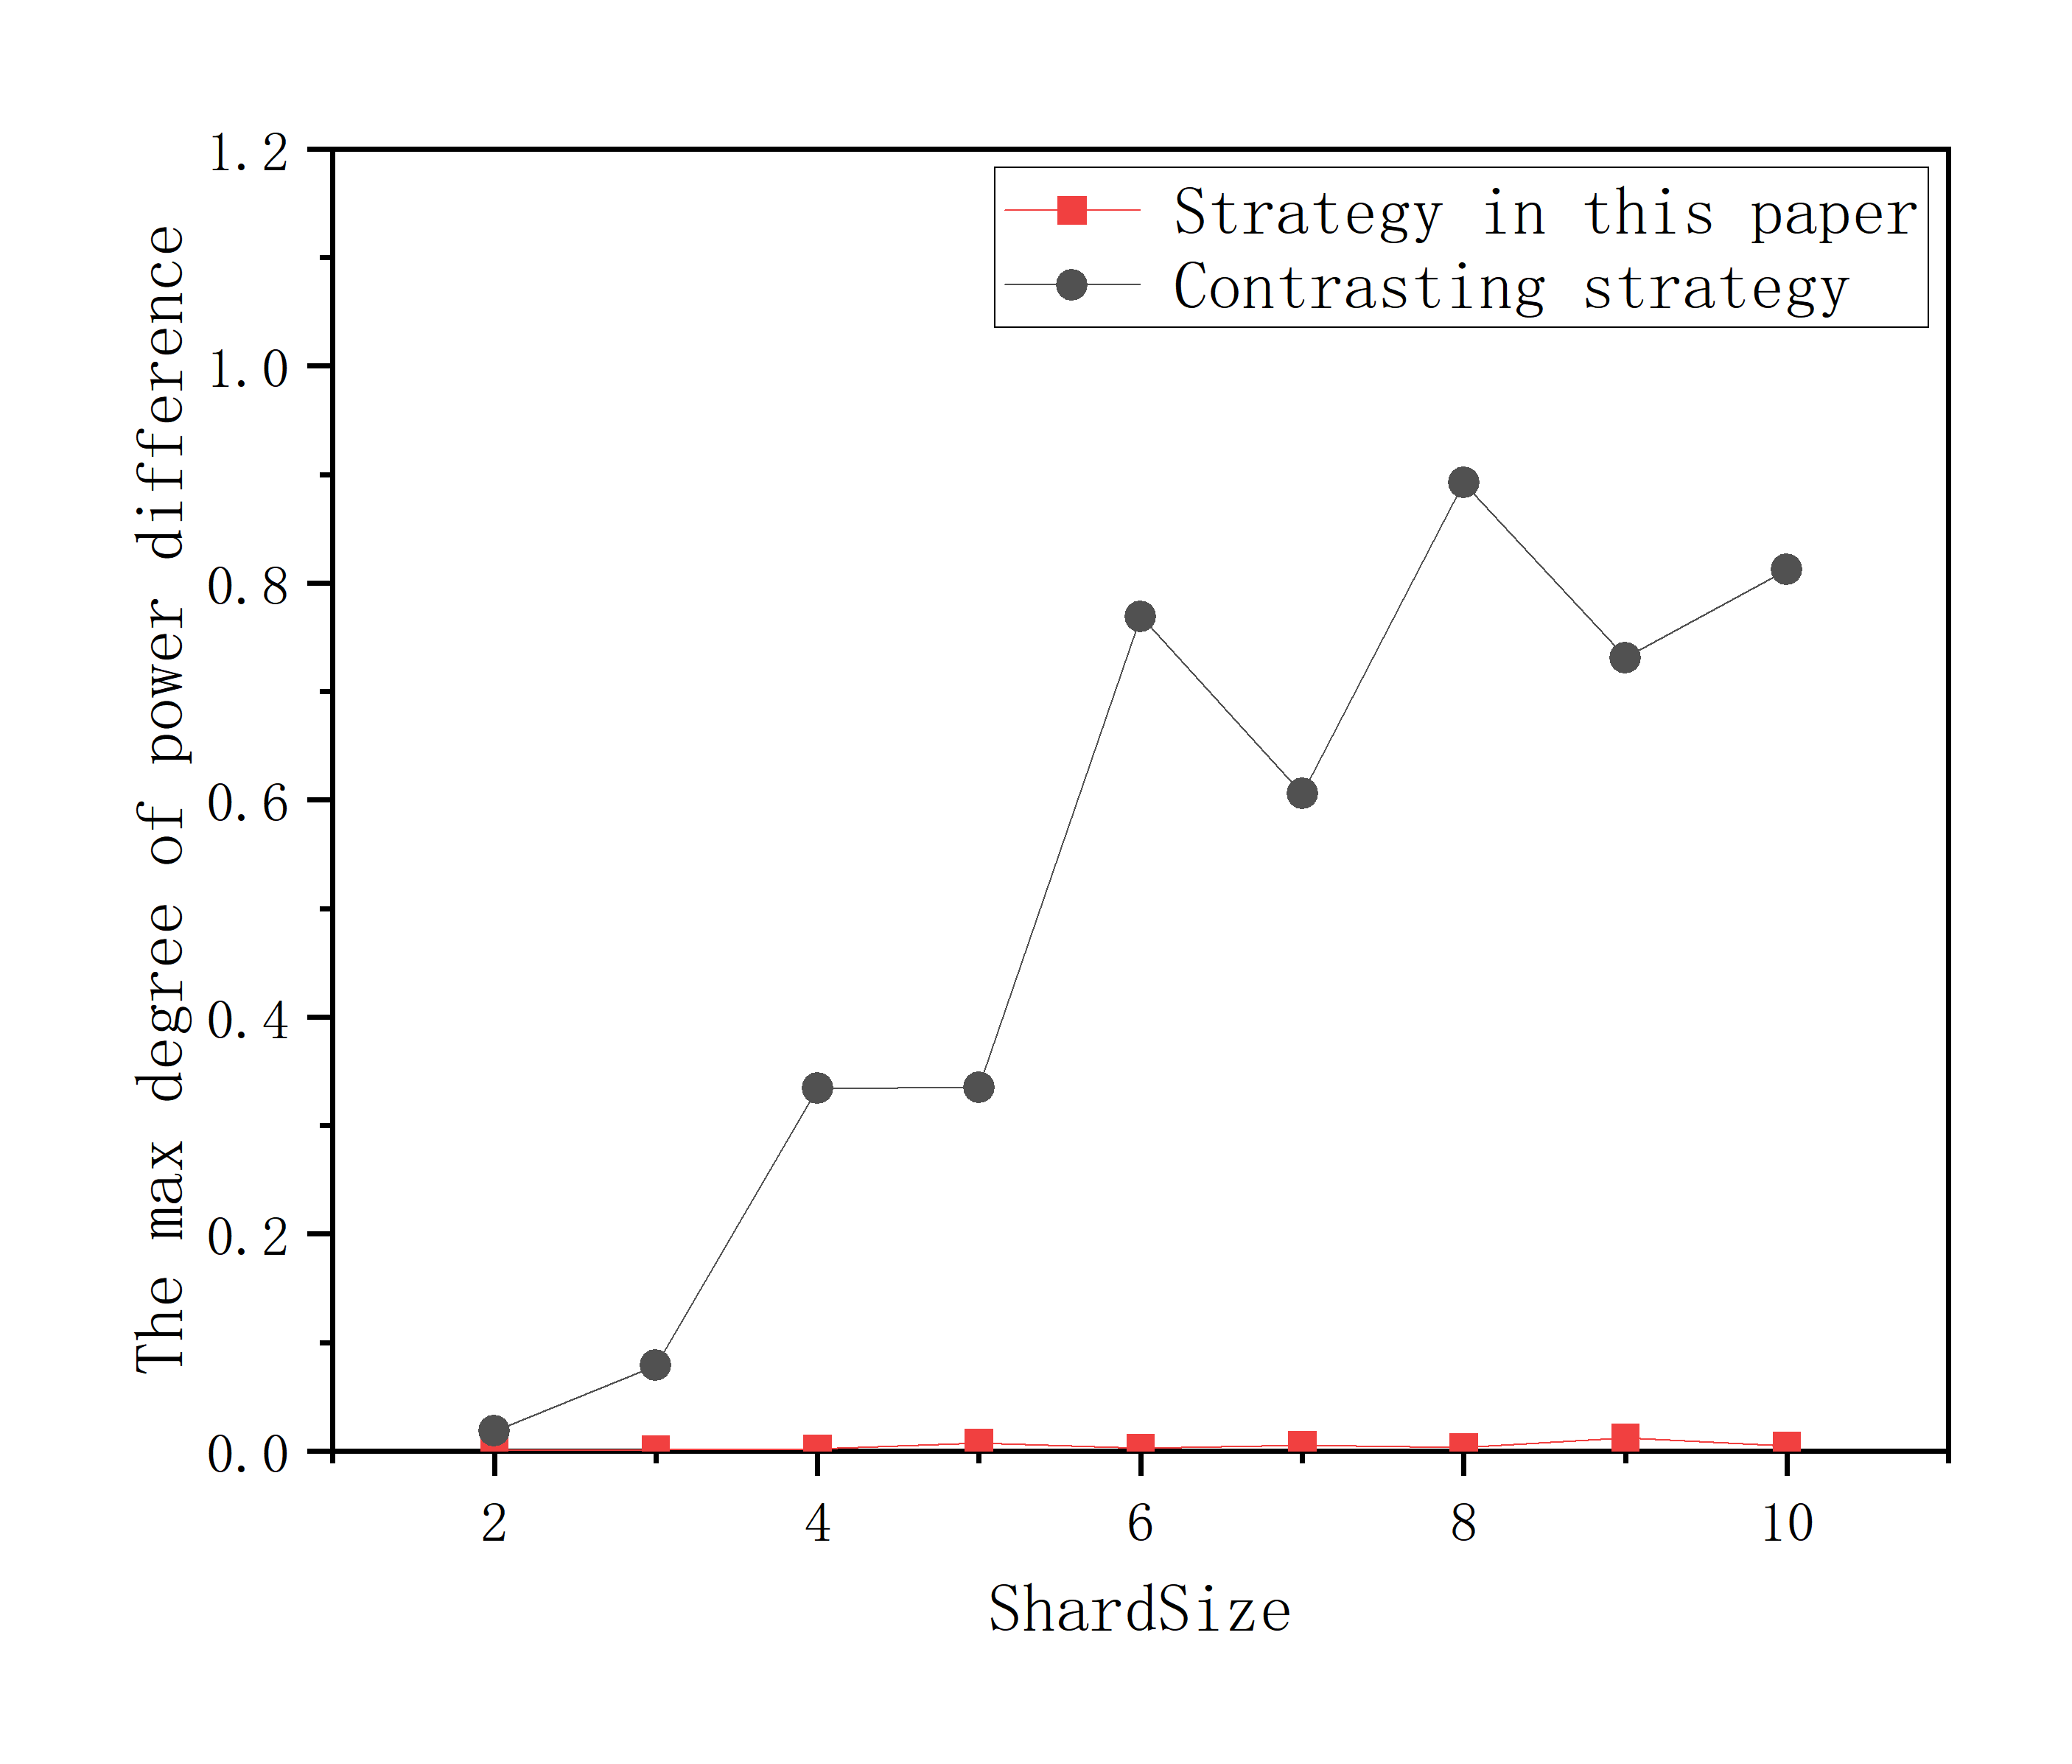 The max degree of power difference
1.2
1.0
0.8
0.6
0.4
0.2
0.0
Strategy in this paper
Contrasting strategy
2 4 6 8 10
ShardSize